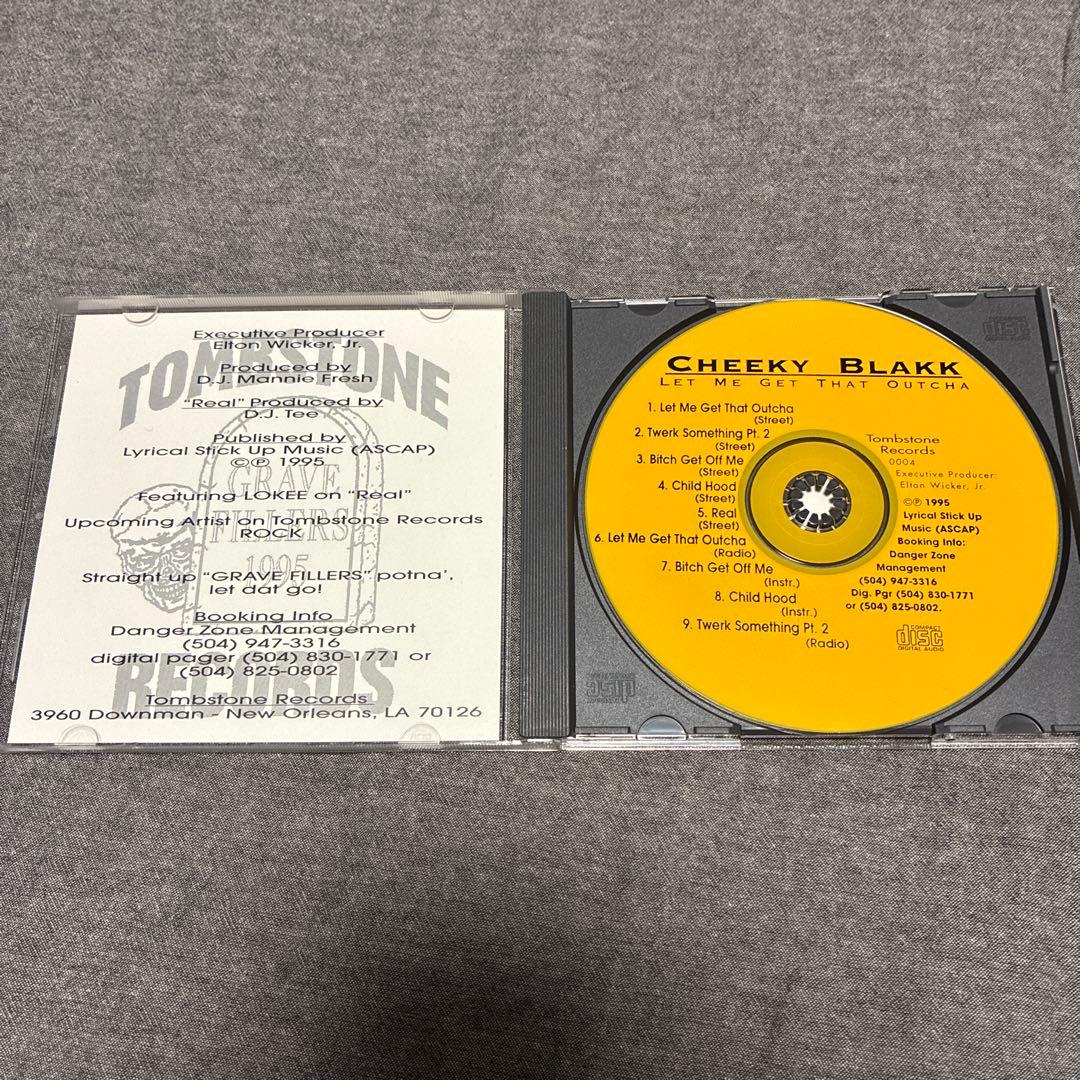 Executive Producer
Elton Wicker, Jr.
TOMBSTONE
Produced by
D.J. Mannie Fresh
"Real" Produced by
D.J. Tee
Published by
Lyrical Stick Up Music (ASCAP)
©℗ 1995
GRAVE
Featuring LOKEE on "Real"
FILLERS
Upcoming Artist on Tombstone Records
ROCK
1995
Straight up "GRAVE FILLERS" potna',
let dat go!
Booking Info
Danger Zone Management
(504) 947-3316
digital pager (504) 830-1771 or
(504) 825-0802
RECORDS
Tombstone Records
3960 Downman - New Orleans, LA 70126
CHEEKY BLAKK
LET ME GET THAT OUTCHA
1. Let Me Get That Outcha
(Street)
2. Twerk Something Pt. 2
(Street)
3. Bitch Get Off Me
(Street)
4. Child Hood
(Street)
5. Real
(Street)
6. Let Me Get That Outcha
(Radio)
7. Bitch Get Off Me
(Instr.)
8. Child Hood
(Instr.)
9. Twerk Something Pt. 2
(Radio)
Tombstone
Records
0004
Executive Producer:
Elton Wicker, Jr.
©℗ 1995
Lyrical Stick Up
Music (ASCAP)
Booking Info:
Danger Zone
Management
(504) 947-3316
Dig. Pgr (504) 830-1771
or (504) 825-0802.
COMPACT
disc
DIGITAL AUDIO
disc
disc